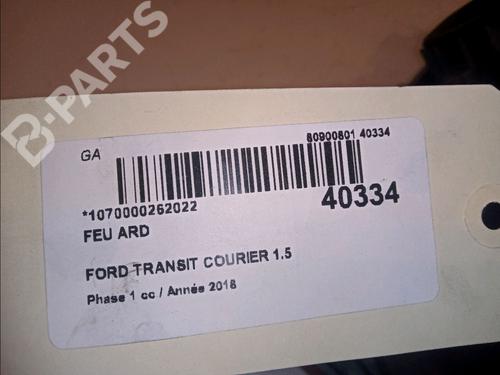 B-PARTS
GA
80900801 40334
*1070000262022
40334
FEU ARD
FORD TRANSIT COURIER 1.5
Phase 1 cc / Année 2018